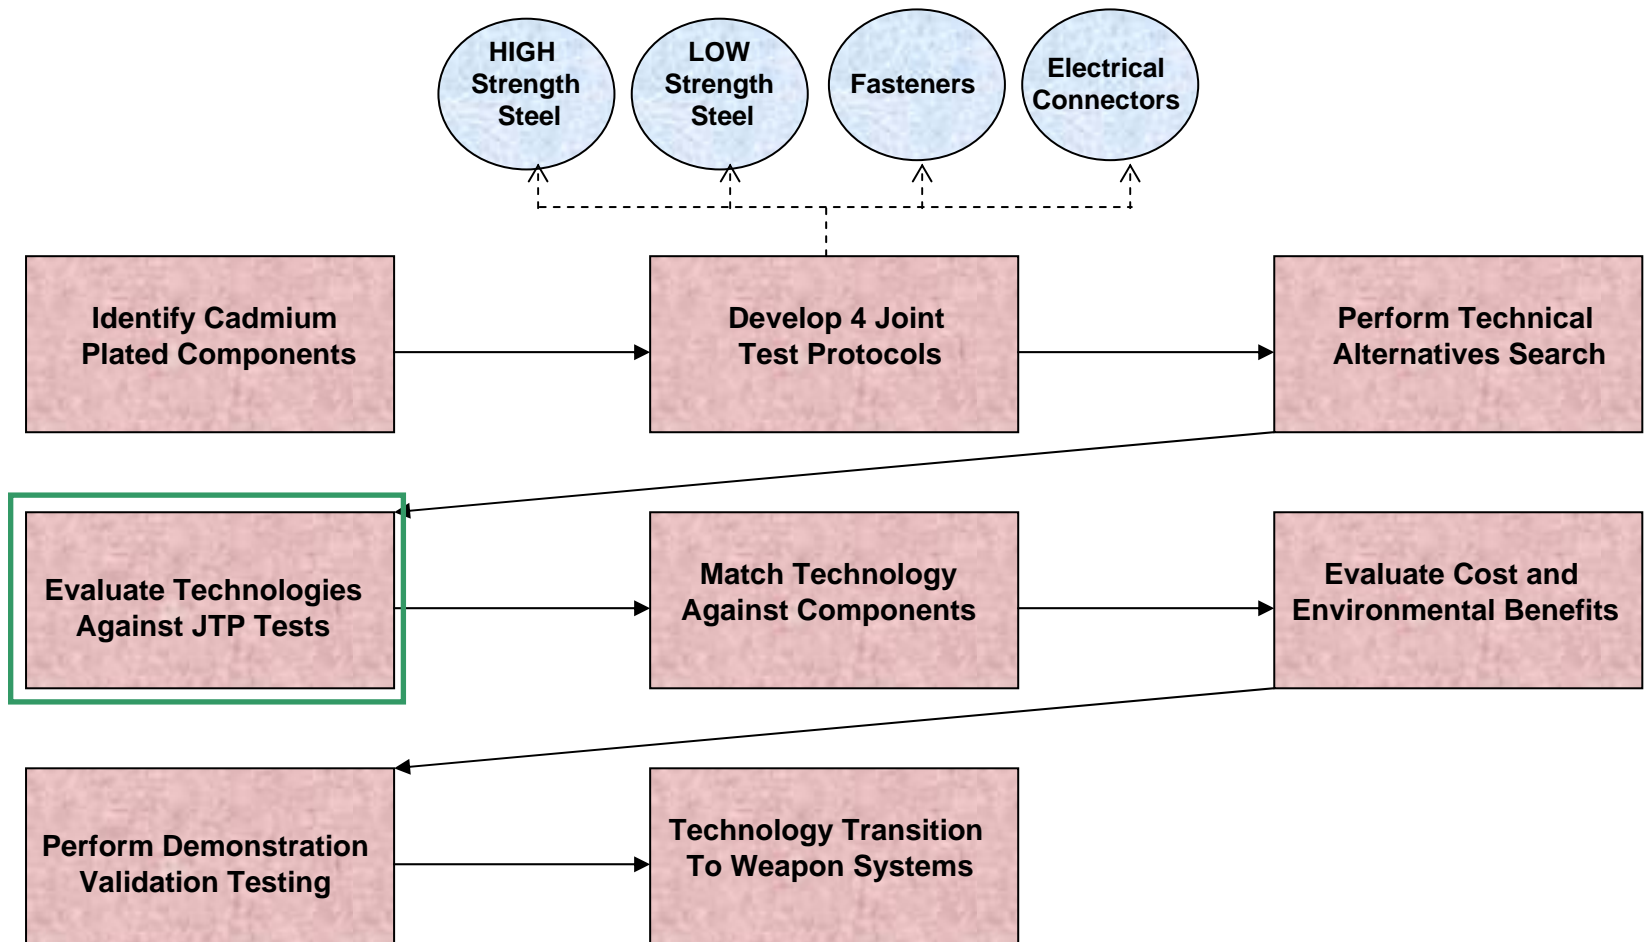 HIGH
Strength
Steel
LOW
Strength
Steel
Fasteners
Electrical
Connectors
Identify Cadmium
Plated Components
Develop 4 Joint
Test Protocols
Perform Technical
Alternatives Search
Evaluate Technologies
Against JTP Tests
Match Technology
Against Components
Evaluate Cost and
Environmental Benefits
Perform Demonstration
Validation Testing
Technology Transition
To Weapon Systems